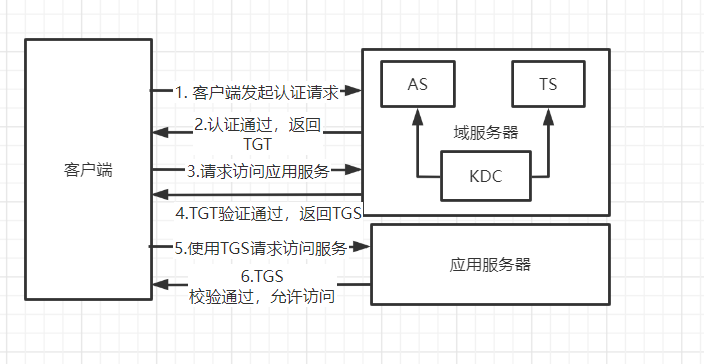 AS
TS
1. 客户端发起认证请求
2.认证通过，返回
TGT
域服务器
客户端
3.请求访问应用服务
KDC
4.TGT验证通过，返回TGS
5.使用TGS请求访问服务
应用服务器
6.TGS
校验通过，允许访问